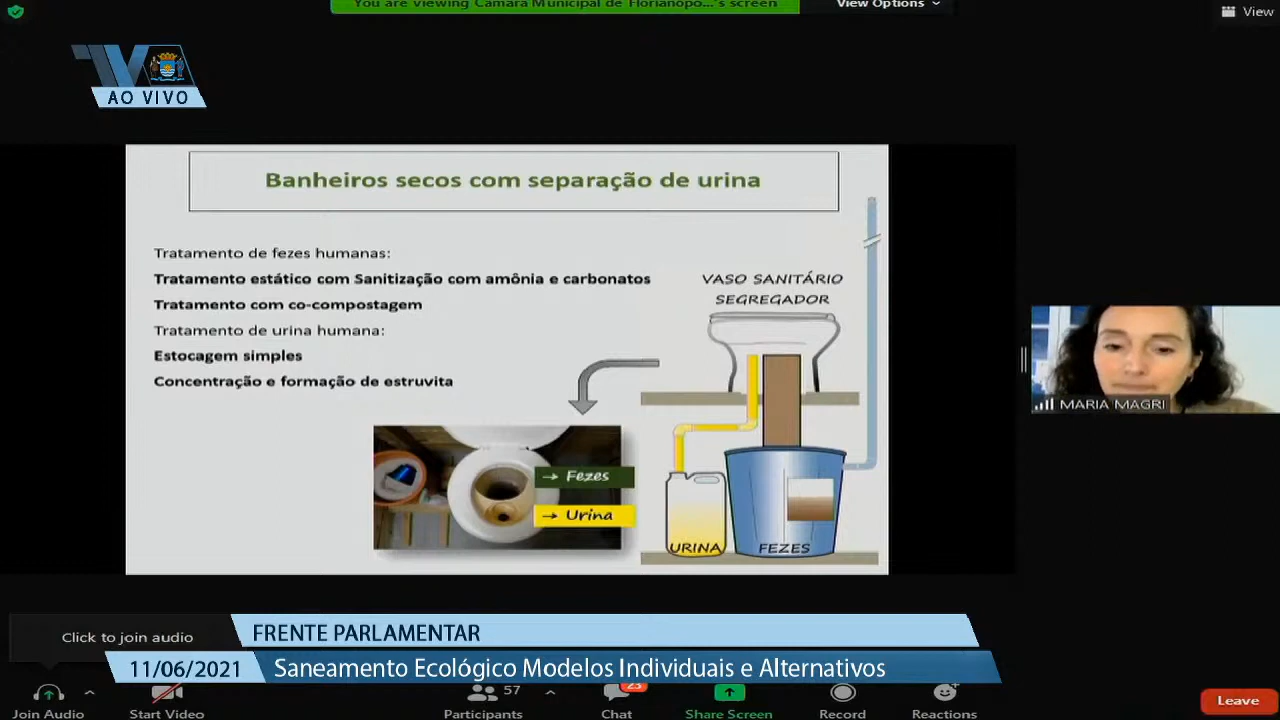 You are viewing Câmara Municipal de Florianópo...'s screen
View Options
View
TV
AO VIVO
Banheiros secos com separação de urina
Tratamento de fezes humanas:
Tratamento estático com Sanitização com amônia e carbonatos
Tratamento com co-compostagem
Tratamento de urina humana:
Estocagem simples
Concentração e formação de estruvita
VASO SANITÁRIO
SEGREGADOR
→ Fezes
→ Urina
URINA
FEZES
MARIA MAGRI
Click to join audio
FRENTE PARLAMENTAR
11/06/2021
Saneamento Ecológico Modelos Individuais e Alternativos
57
23
Join Audio
Start Video
Participants
Chat
Share Screen
Record
Reactions
Leave